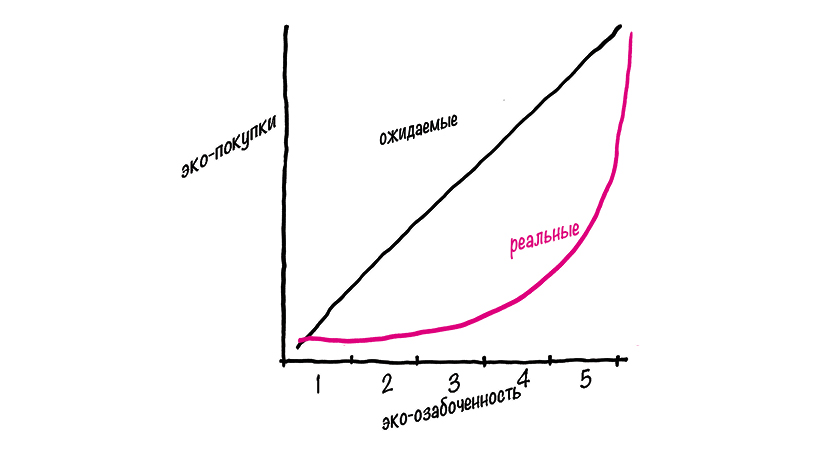 ожидаемые
эко-покупки
реальные
1 2 3 4 5
эко-озабоченность